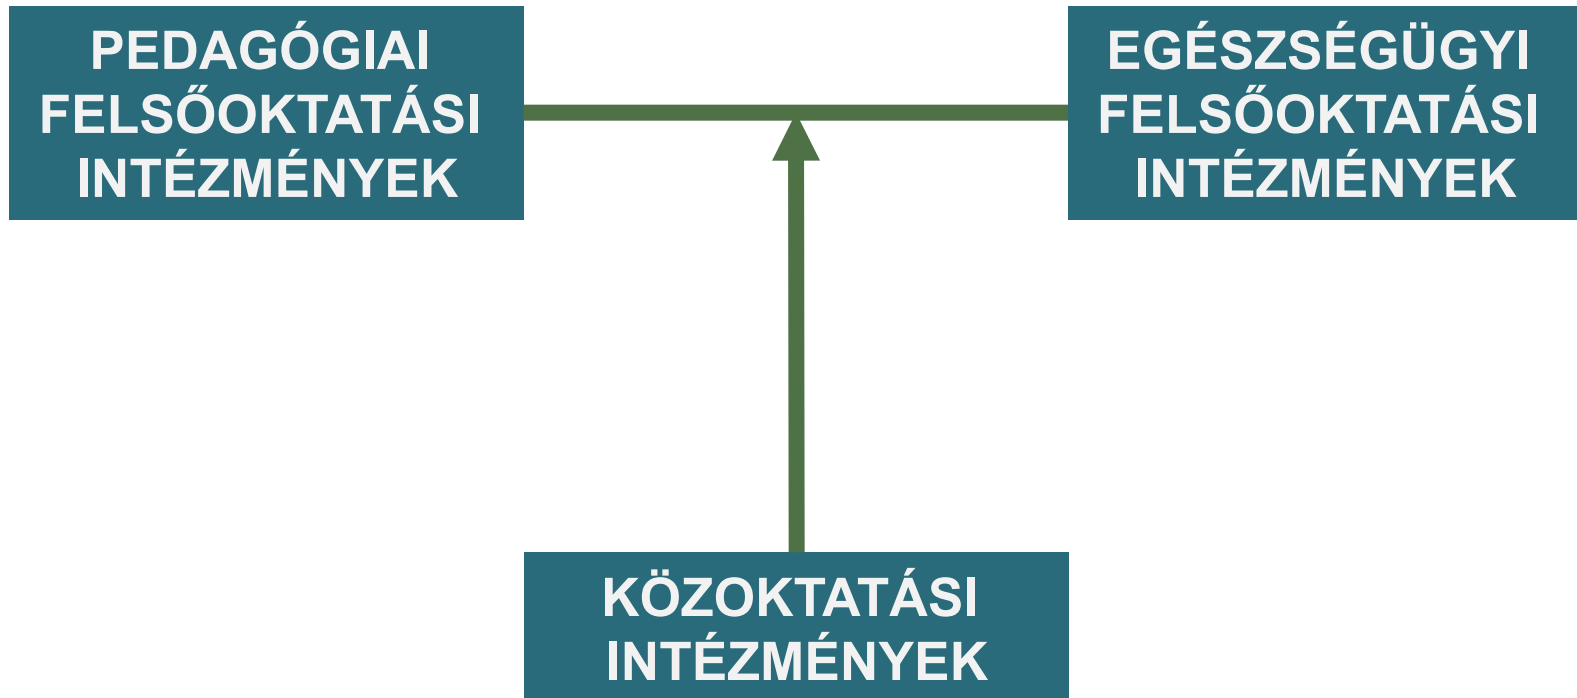 PEDAGÓGIAI
FELSŐOKTATÁSI
INTÉZMÉNYEK
EGÉSZSÉGÜGYI
FELSŐOKTATÁSI
INTÉZMÉNYEK
KÖZOKTATÁSI
INTÉZMÉNYEK